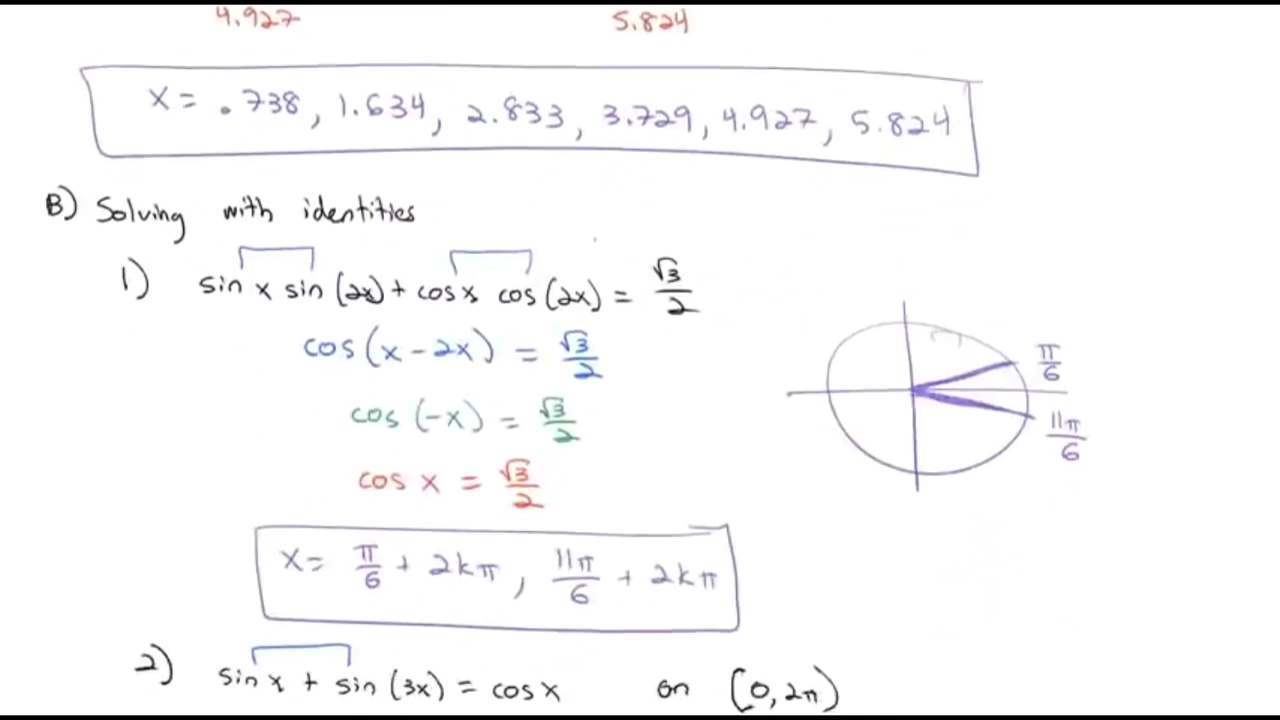 4.927 5.824
x = .738, 1.634, 2.833, 3.729, 4.927, 5.824
B) Solving with identities
1) sin x sin (2x) + cos x cos (2x) = √3/2
cos (x - 2x) = √3/2
π/6
cos (-x) = √3/2
11π/6
cos x = √3/2
x = π/6 + 2kπ, 11π/6 + 2kπ
2) sin x + sin (3x) = cos x on [0, 2π)